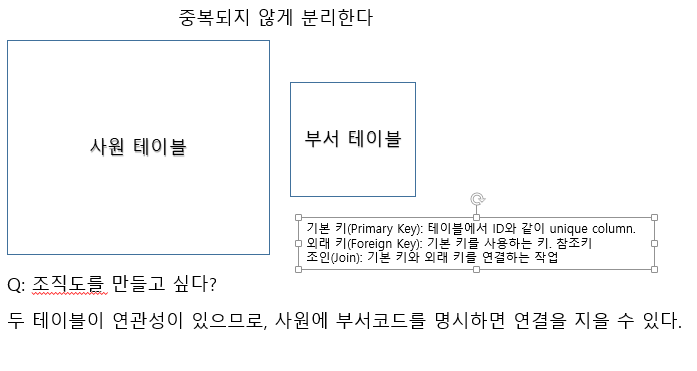 중복되지 않게 분리한다
사원 테이블
부서 테이블
기본 키(Primary Key): 테이블에서 ID와 같이 unique column.
외래 키(Foreign Key): 기본 키를 사용하는 키. 참조키
조인(Join): 기본 키와 외래 키를 연결하는 작업
Q: 조직도를 만들고 싶다?
두 테이블이 연관성이 있으므로, 사원에 부서코드를 명시하면 연결을 지을 수 있다.